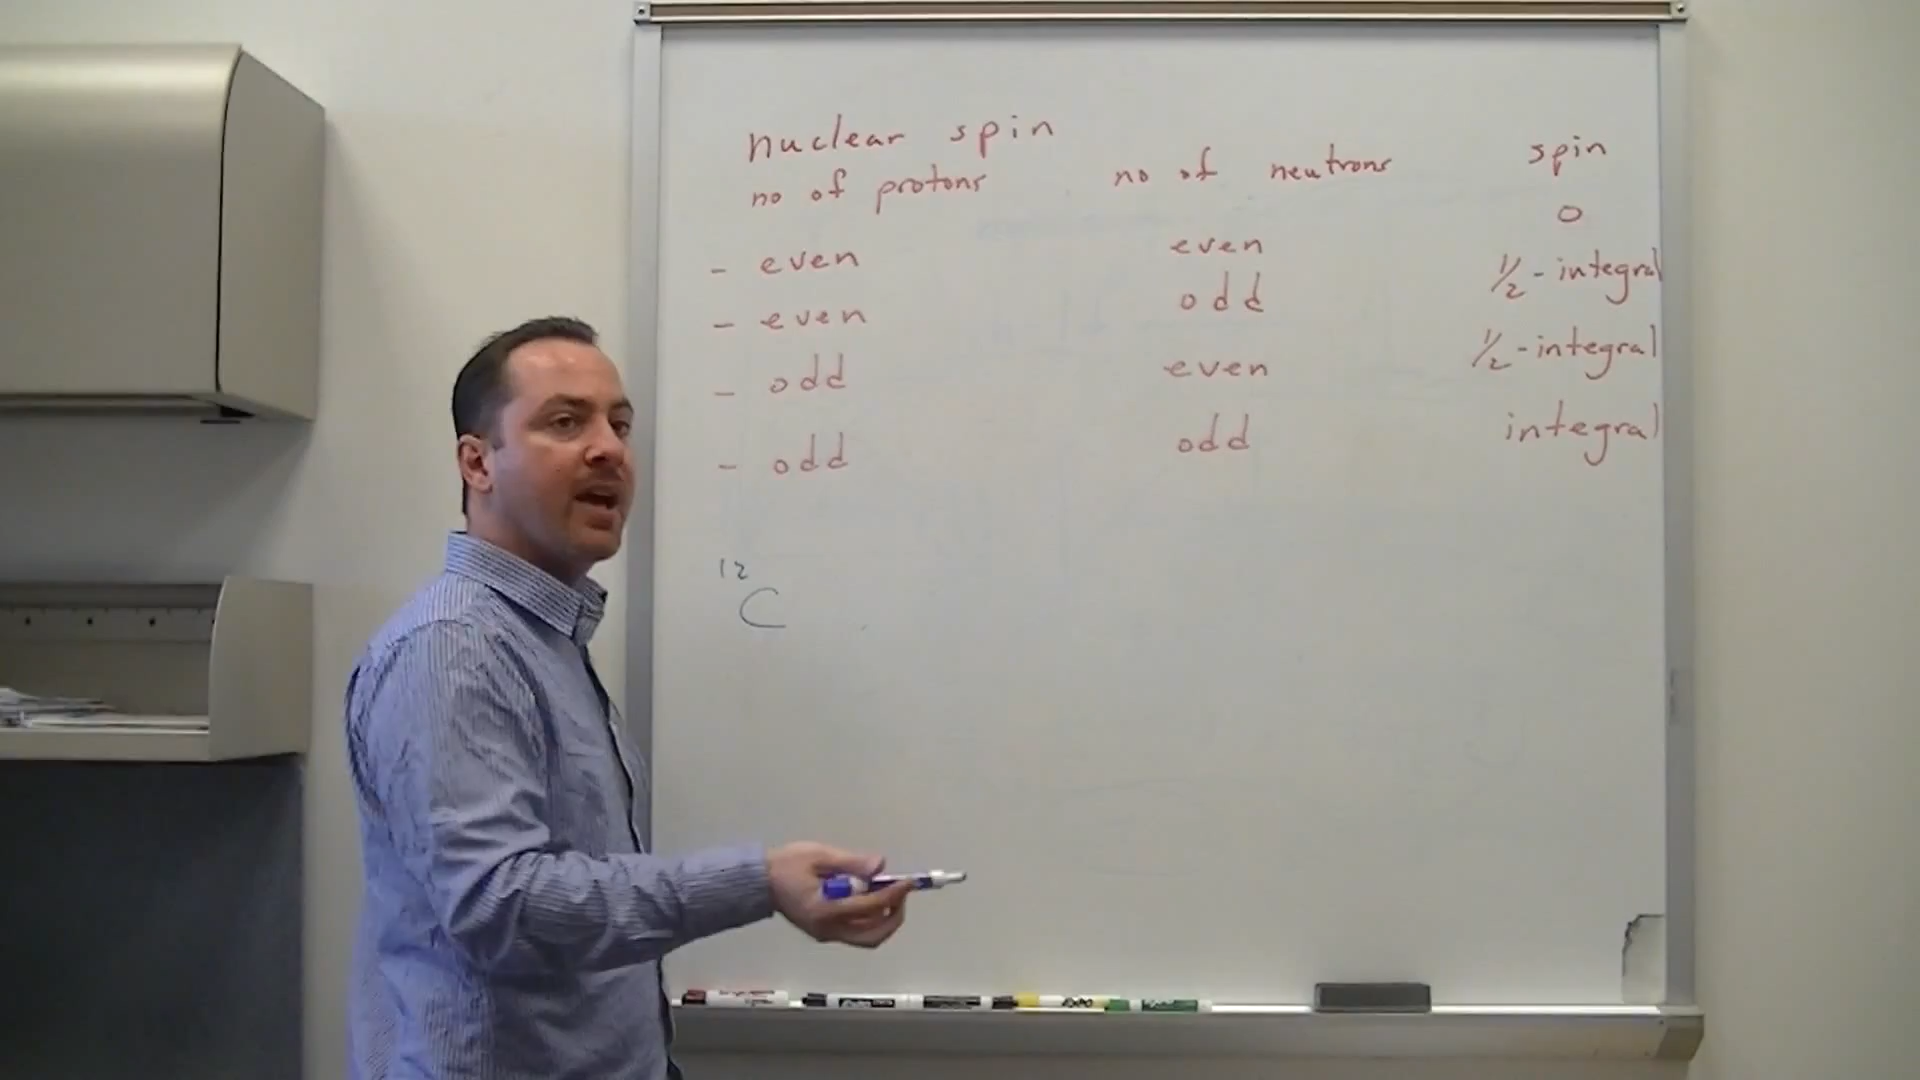 nuclear spin
no of protons no of neutrons spin
0
- even even
- even odd ½-integral
- odd even ½-integral
- odd odd integral
12
C
EXPO